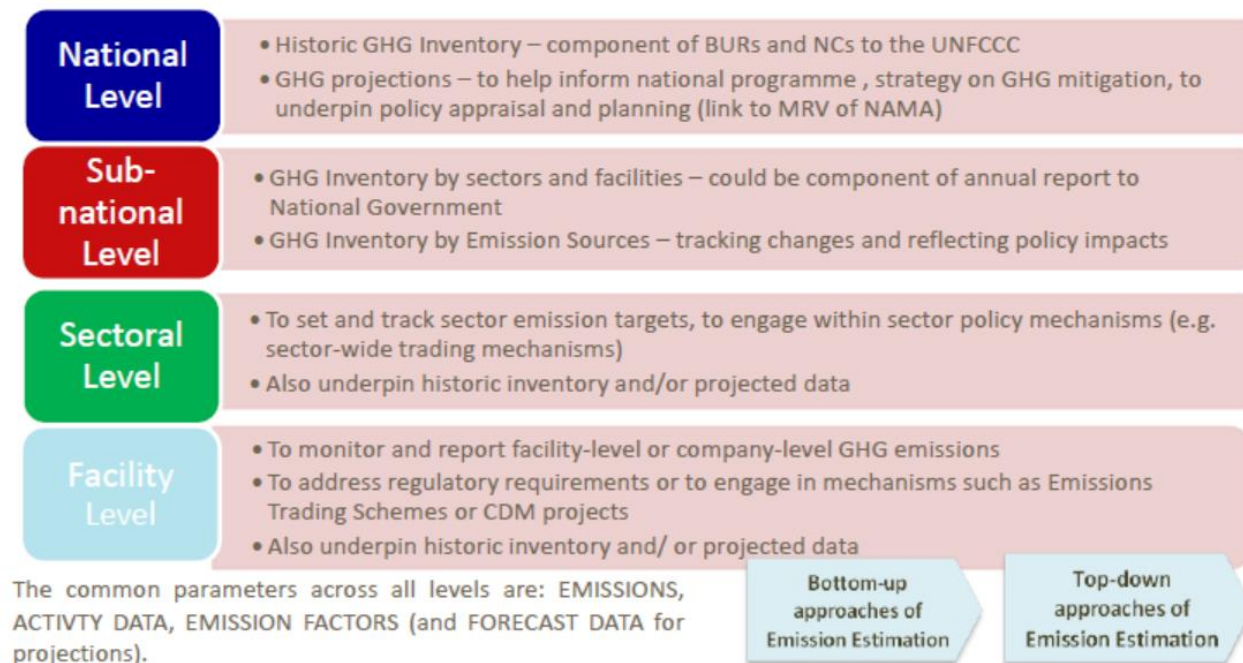 National
Level
• Historic GHG Inventory – component of BURs and NCs to the UNFCCC
• GHG projections – to help inform national programme , strategy on GHG mitigation, to
underpin policy appraisal and planning (link to MRV of NAMA)
Sub-
national
Level
• GHG Inventory by sectors and facilities – could be component of annual report to
National Government
• GHG Inventory by Emission Sources – tracking changes and reflecting policy impacts
Sectoral
Level
• To set and track sector emission targets, to engage within sector policy mechanisms (e.g.
sector-wide trading mechanisms)
• Also underpin historic inventory and/or projected data
Facility
Level
• To monitor and report facility-level or company-level GHG emissions
• To address regulatory requirements or to engage in mechanisms such as Emissions
Trading Schemes or CDM projects
• Also underpin historic inventory and/ or projected data
The common parameters across all levels are: EMISSIONS,
ACTIVTY DATA, EMISSION FACTORS (and FORECAST DATA for
projections).
Bottom-up
approaches of
Emission Estimation
Top-down
approaches of
Emission Estimation